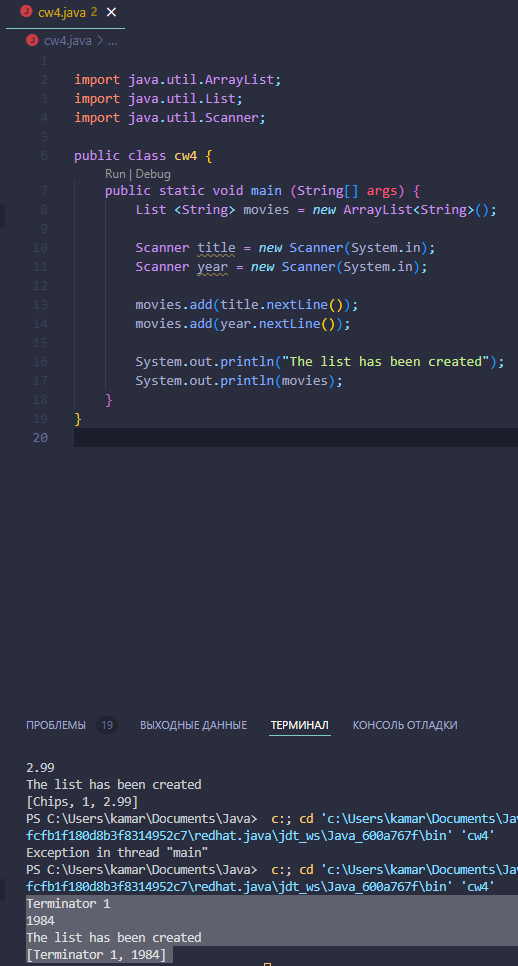 J cw4.java 2 ×
J cw4.java > ...
1
2 import java.util.ArrayList;
3 import java.util.List;
4 import java.util.Scanner;
5
6 public class cw4 {
Run | Debug
7 public static void main (String[] args) {
8 List <String> movies = new ArrayList<String>();
9
10 Scanner title = new Scanner(System.in);
11 Scanner year = new Scanner(System.in);
12
13 movies.add(title.nextLine());
14 movies.add(year.nextLine());
15
16 System.out.println("The list has been created");
17 System.out.println(movies);
18 }
19 }
20
ПРОБЛЕМЫ 19 ВЫХОДНЫЕ ДАННЫЕ ТЕРМИНАЛ КОНСОЛЬ ОТЛАДКИ
2.99
The list has been created
[Chips, 1, 2.99]
PS C:\Users\kamar\Documents\Java> c:; cd 'c:\Users\kamar\Documents\Jav
fcfb1f180d8b3f8314952c7\redhat.java\jdt_ws\Java_600a767f\bin' 'cw4'
Exception in thread "main"
PS C:\Users\kamar\Documents\Java> c:; cd 'c:\Users\kamar\Documents\Jav
fcfb1f180d8b3f8314952c7\redhat.java\jdt_ws\Java_600a767f\bin' 'cw4'
Terminator 1
1984
The list has been created
[Terminator 1, 1984]